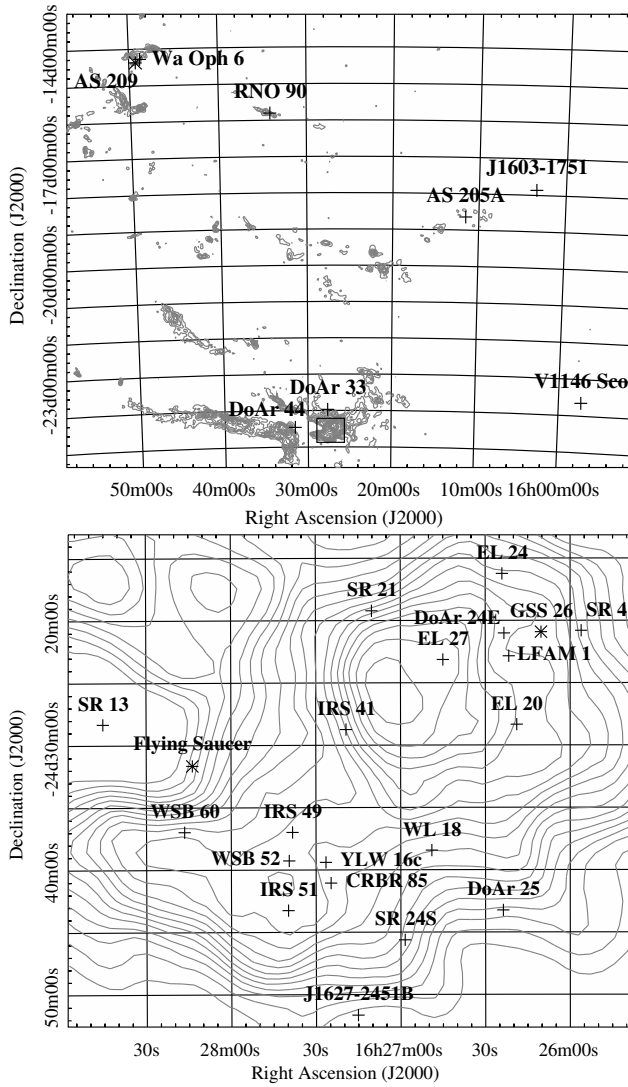 -14d00m00s
Wa Oph 6
AS 209
RNO 90
-17d00m00s
J1603-1751
AS 205A
Declination (J2000)
-20d00m00s
-23d00m00s
V1146 Sco
DoAr 33
DoAr 44
50m00s 40m00s 30m00s 20m00s 10m00s 16h00m00s
Right Ascension (J2000)
EL 24
SR 21
20m00s
DoAr 24E GSS 26 SR 4
EL 27
LFAM 1
SR 13
IRS 41
EL 20
Flying Saucer
-24d30m00s
Declination (J2000)
WSB 60
IRS 49
WL 18
WSB 52
YLW 16c
40m00s
IRS 51
CRBR 85
DoAr 25
SR 24S
50m00s
J1627-2451B
30s 28m00s 30s 16h27m00s 30s 26m00s
Right Ascension (J2000)